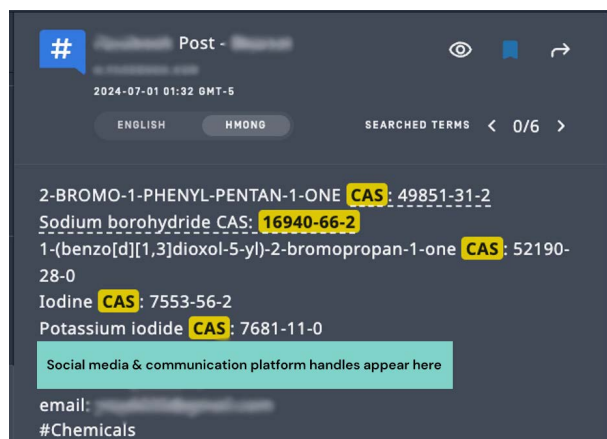 #
Post -
2024-07-01 01:32 GMT-5
ENGLISH HMONG SEARCHED TERMS < 0/6 >
2-BROMO-1-PHENYL-PENTAN-1-ONE CAS: 49851-31-2
Sodium borohydride CAS: 16940-66-2
1-(benzo[d][1,3]dioxol-5-yl)-2-bromopropan-1-one CAS: 52190-
28-0
Iodine CAS: 7553-56-2
Potassium iodide CAS: 7681-11-0
Social media & communication platform handles appear here
email:
#Chemicals